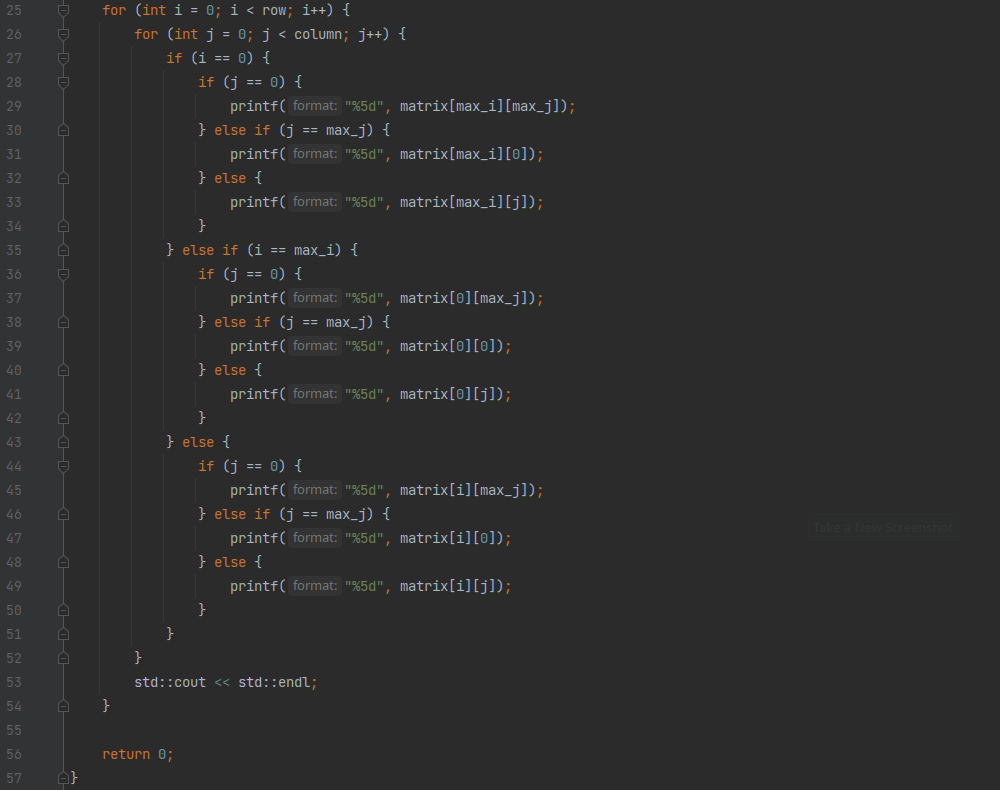 25 for (int i = 0; i < row; i++) {
26 for (int j = 0; j < column; j++) {
27 if (i == 0) {
28 if (j == 0) {
29 printf( format: "%5d", matrix[max_i][max_j]);
30 } else if (j == max_j) {
31 printf( format: "%5d", matrix[max_i][0]);
32 } else {
33 printf( format: "%5d", matrix[max_i][j]);
34 }
35 } else if (i == max_i) {
36 if (j == 0) {
37 printf( format: "%5d", matrix[0][max_j]);
38 } else if (j == max_j) {
39 printf( format: "%5d", matrix[0][0]);
40 } else {
41 printf( format: "%5d", matrix[0][j]);
42 }
43 } else {
44 if (j == 0) {
45 printf( format: "%5d", matrix[i][max_j]);
46 } else if (j == max_j) {
Take a New Screenshot
47 printf( format: "%5d", matrix[i][0]);
48 } else {
49 printf( format: "%5d", matrix[i][j]);
50 }
51 }
52 }
53 std::cout << std::endl;
54 }
55
56 return 0;
57 }